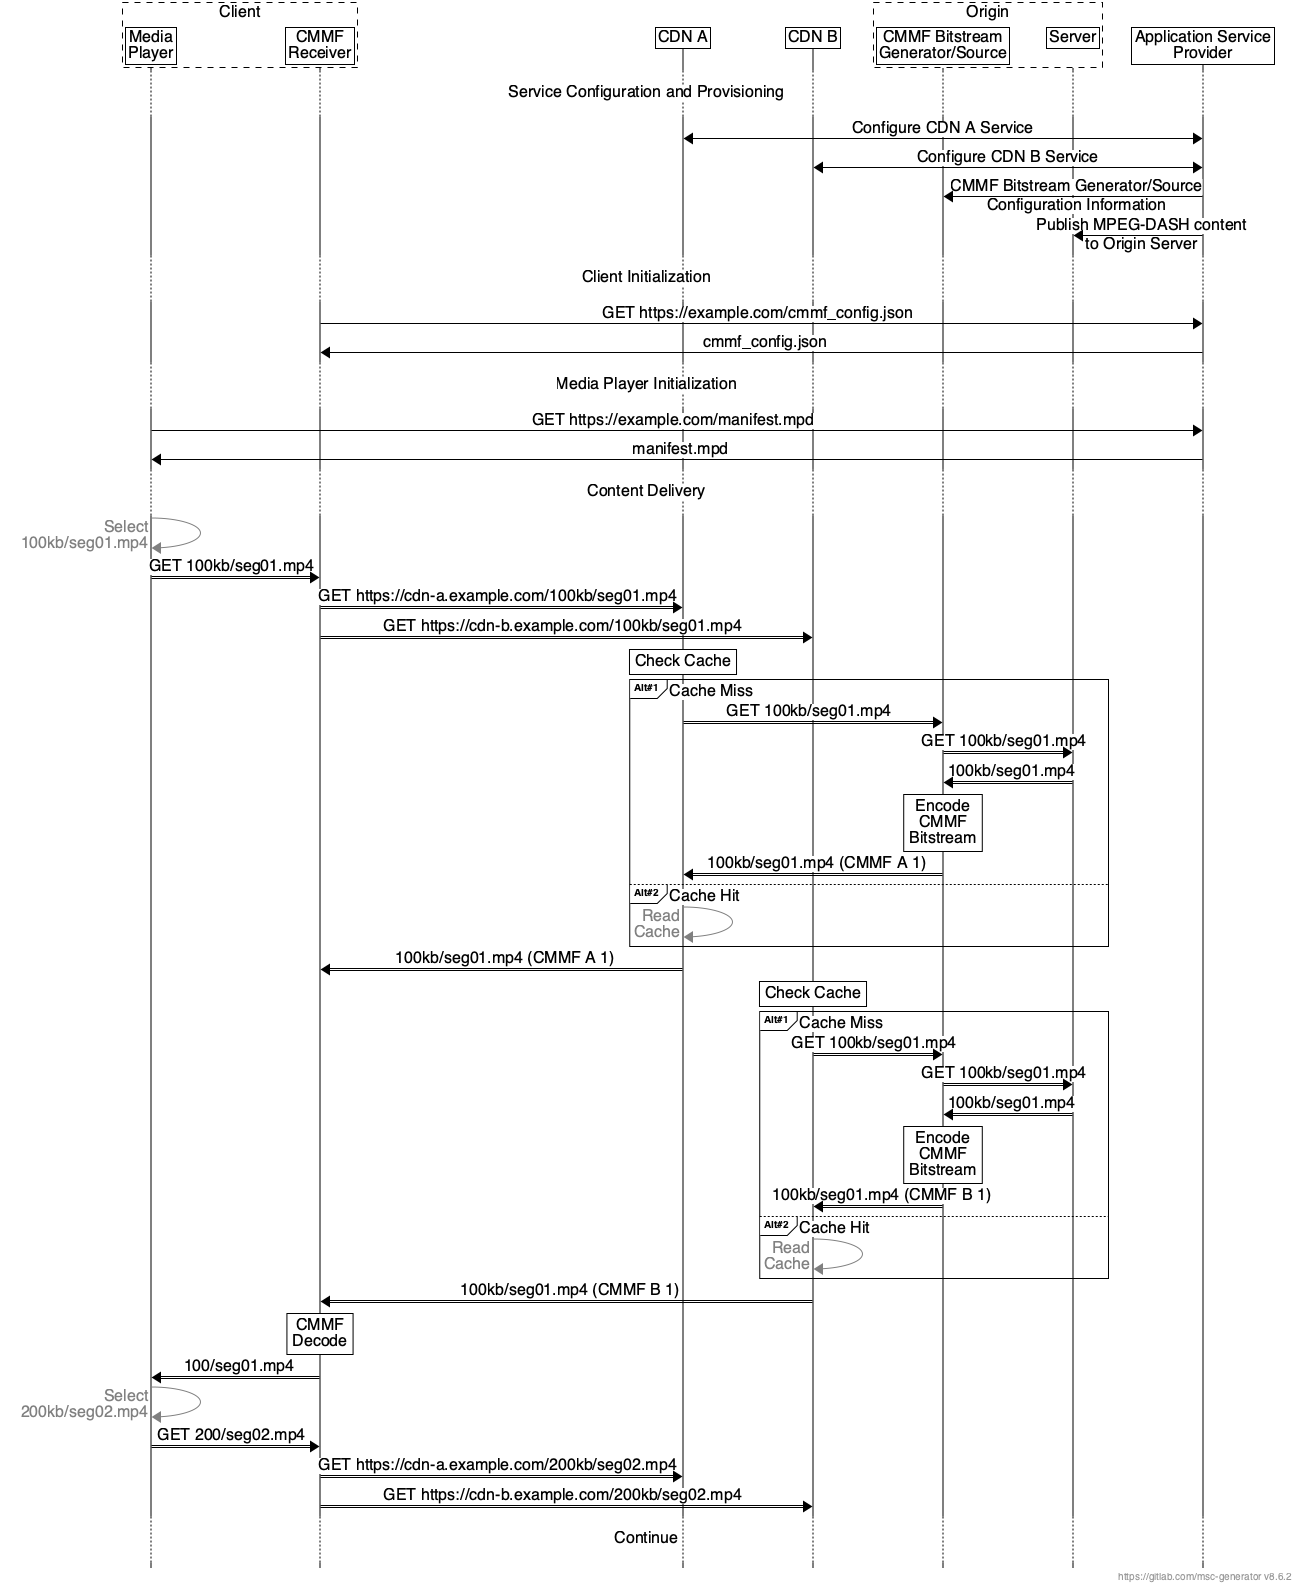 Client
Origin
Media
Player
CMMF
Receiver
CDN A
CDN B
CMMF Bitstream
Generator/Source
Server
Application Service
Provider
Service Configuration and Provisioning
Configure CDN A Service
Configure CDN B Service
CMMF Bitstream Generator/Source
Configuration Information
Publish MPEG-DASH content
to Origin Server
Client Initialization
GET https://example.com/cmmf_config.json
cmmf_config.json
Media Player Initialization
GET https://example.com/manifest.mpd
manifest.mpd
Content Delivery
Select
100kb/seg01.mp4
GET 100kb/seg01.mp4
GET https://cdn-a.example.com/100kb/seg01.mp4
GET https://cdn-b.example.com/100kb/seg01.mp4
Check Cache
Alt#1 Cache Miss
GET 100kb/seg01.mp4
GET 100kb/seg01.mp4
100kb/seg01.mp4
Encode
CMMF
Bitstream
100kb/seg01.mp4 (CMMF A 1)
Alt#2 Cache Hit
Read
Cache
100kb/seg01.mp4 (CMMF A 1)
Check Cache
Alt#1 Cache Miss
GET 100kb/seg01.mp4
GET 100kb/seg01.mp4
100kb/seg01.mp4
Encode
CMMF
Bitstream
100kb/seg01.mp4 (CMMF B 1)
Alt#2 Cache Hit
Read
Cache
100kb/seg01.mp4 (CMMF B 1)
CMMF
Decode
100/seg01.mp4
Select
200kb/seg02.mp4
GET 200/seg02.mp4
GET https://cdn-a.example.com/200kb/seg02.mp4
GET https://cdn-b.example.com/200kb/seg02.mp4
Continue
https://gitlab.com/msc-generator v8.6.2